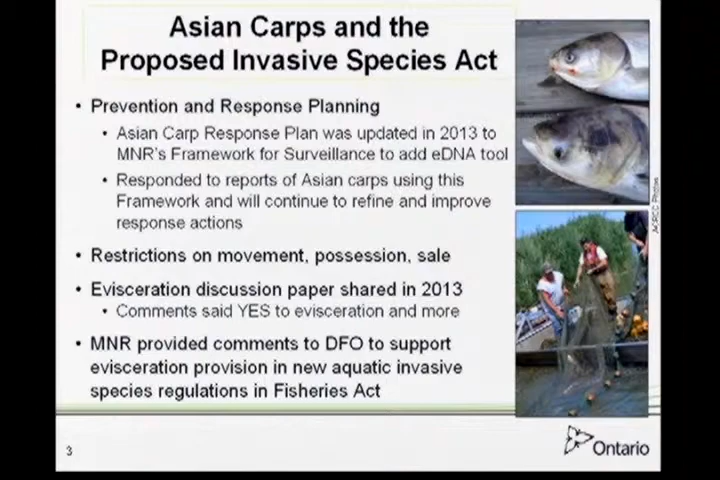 Asian Carps and the
Proposed Invasive Species Act
• Prevention and Response Planning
• Asian Carp Response Plan was updated in 2013 to
MNR's Framework for Surveillance to add eDNA tool
• Responded to reports of Asian carps using this
Framework and will continue to refine and improve
response actions
• Restrictions on movement, possession, sale
• Evisceration discussion paper shared in 2013
• Comments said YES to evisceration and more
• MNR provided comments to DFO to support
evisceration provision in new aquatic invasive
species regulations in Fisheries Act
ACRCC Photos
3
Ontario